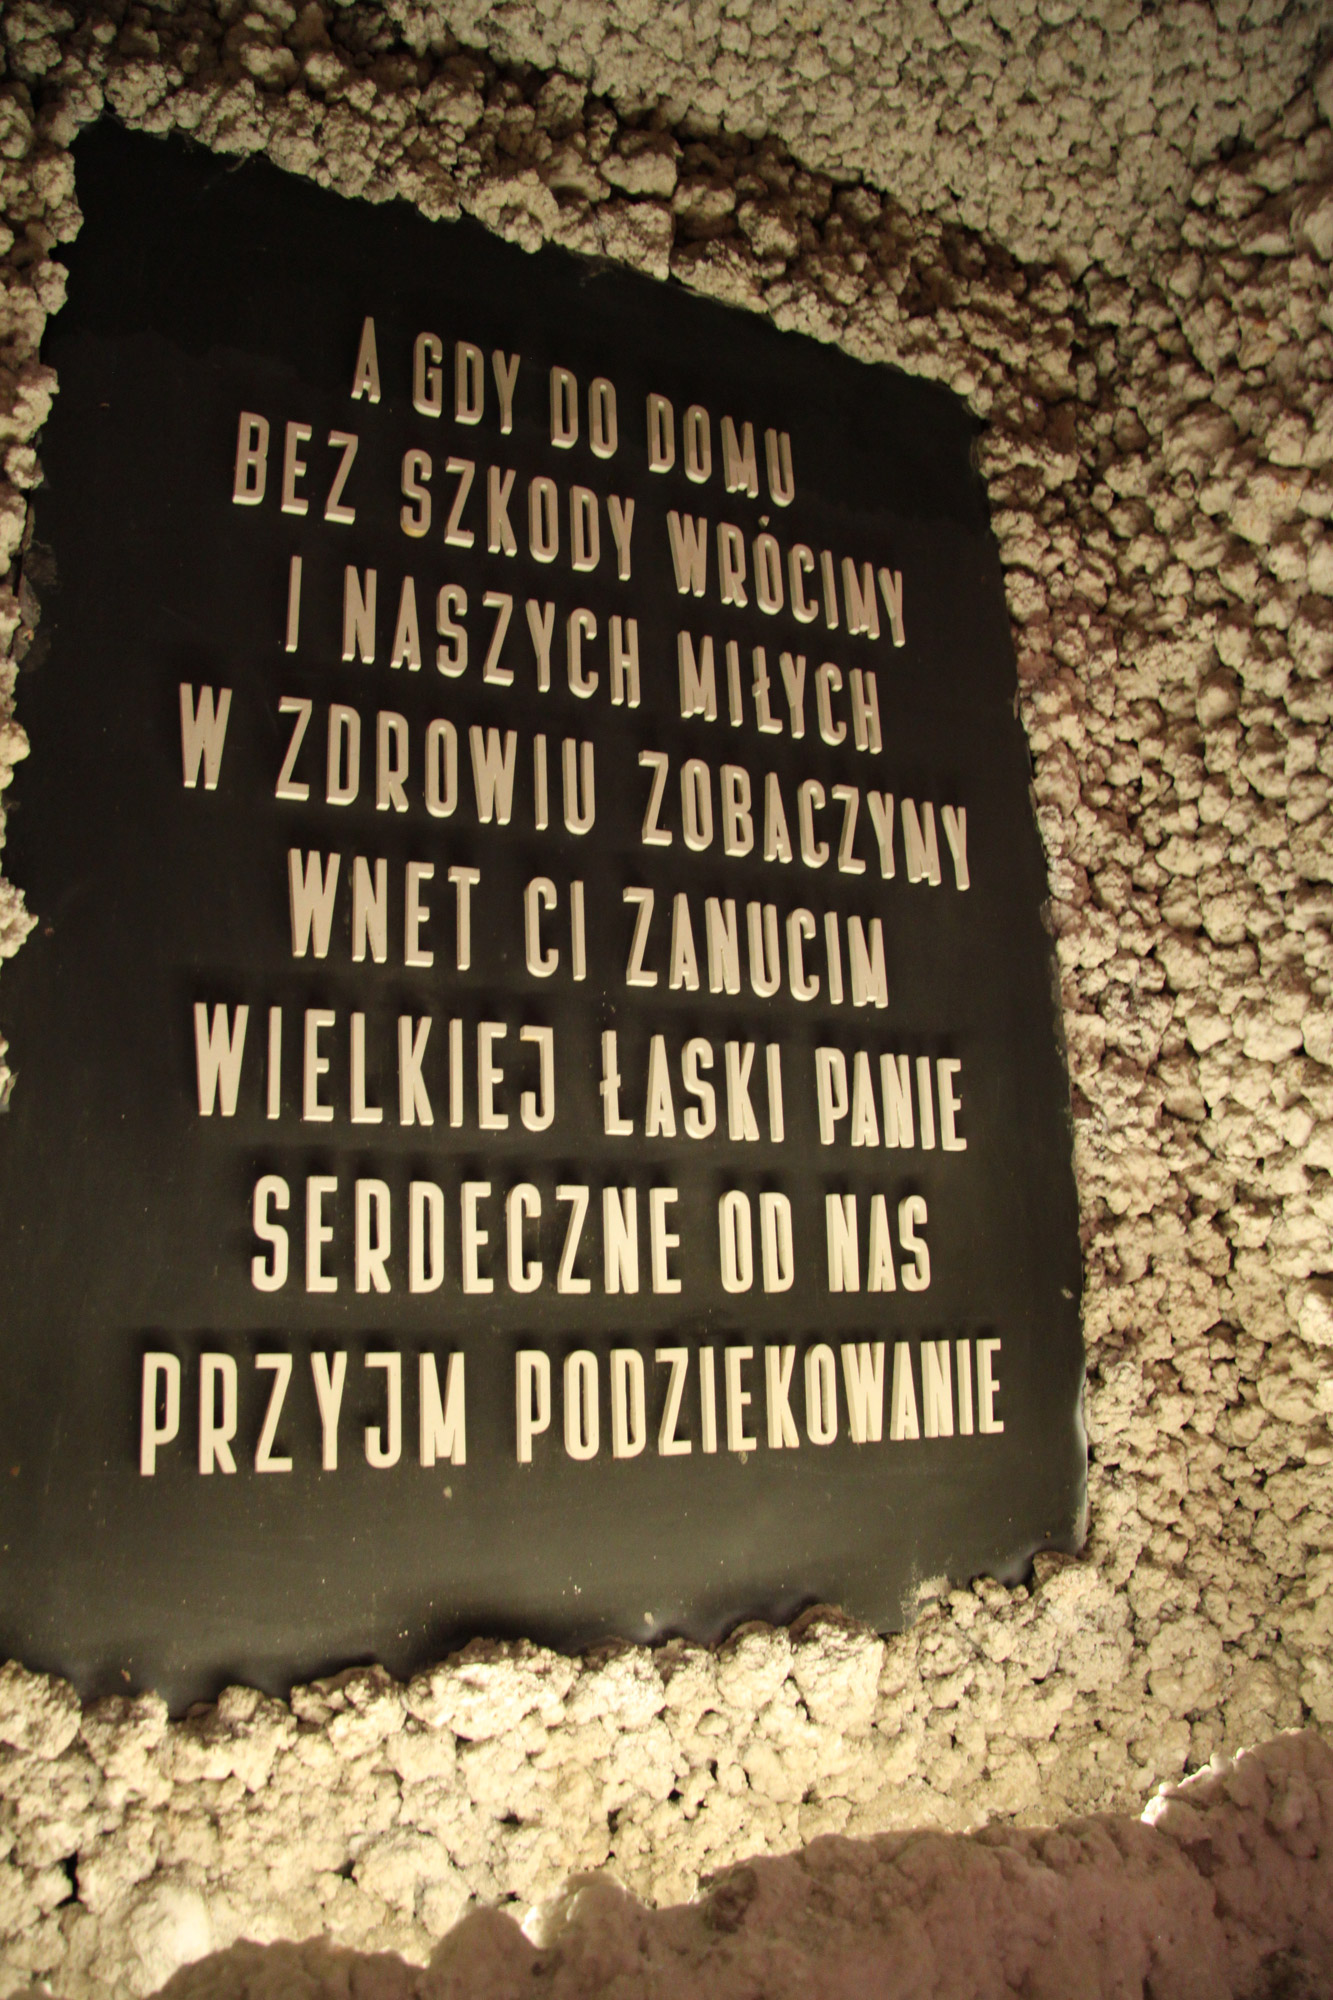 A GDY DO DOMU
BEZ SZKODY WRÓCIMY
I NASZYCH MIŁYCH
W ZDROWIU ZOBACZYMY
WNET CI ZANUCIM
WIELKIEJ ŁASKI PANIE
SERDECZNE OD NAS
PRZYJM PODZIEKOWANIE